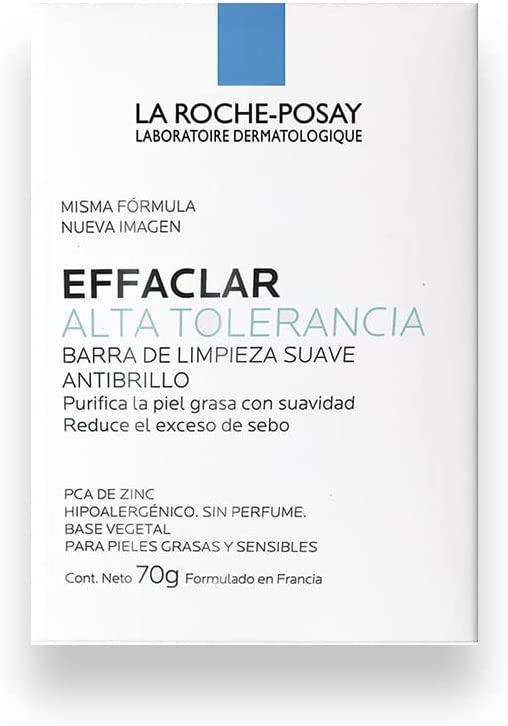 LA ROCHE-POSAY
LABORATOIRE DERMATOLOGIQUE
MISMA FÓRMULA
NUEVA IMAGEN
EFFACLAR
ALTA TOLERANCIA
BARRA DE LIMPIEZA SUAVE
ANTIBRILLO
Purifica la piel grasa con suavidad
Reduce el exceso de sebo
PCA DE ZINC
HIPOALERGÉNICO. SIN PERFUME.
BASE VEGETAL
PARA PIELES GRASAS Y SENSIBLES
Cont. Neto 70g Formulado en Francia